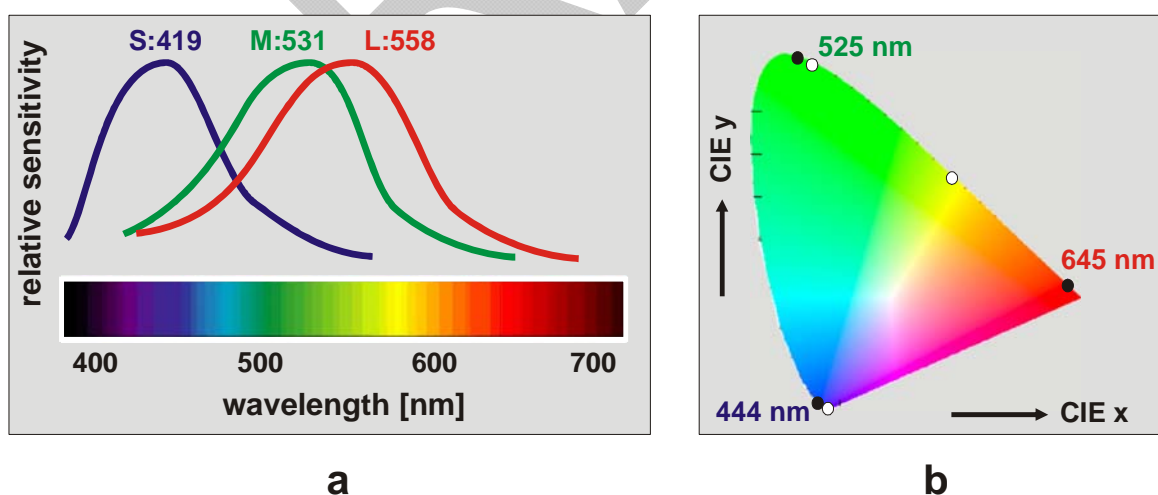 S:419 M:531 L:558
relative sensitivity
400 500 600 700
wavelength [nm]
a
525 nm
CIE y
645 nm
444 nm
CIE x
b